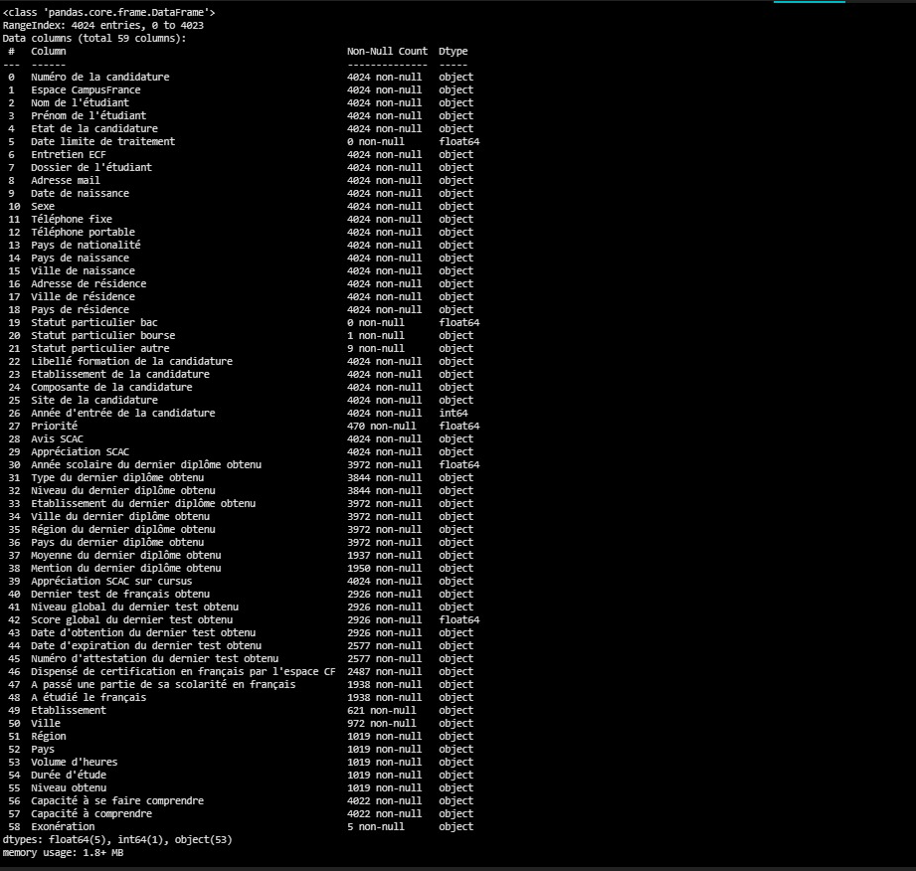 <class 'pandas.core.frame.DataFrame'>
RangeIndex: 4024 entries, 0 to 4023
Data columns (total 59 columns):
 #   Column                                            Non-Null Count  Dtype
---  ------                                            --------------  -----
 0   Numéro de la candidature                          4024 non-null   object
 1   Espace CampusFrance                               4024 non-null   object
 2   Nom de l'étudiant                                 4024 non-null   object
 3   Prénom de l'étudiant                              4024 non-null   object
 4   Etat de la candidature                            4024 non-null   object
 5   Date limite de traitement                         0 non-null      float64
 6   Entretien ECF                                     4024 non-null   object
 7   Dossier de l'étudiant                             4024 non-null   object
 8   Adresse mail                                      4024 non-null   object
 9   Date de naissance                                 4024 non-null   object
 10  Sexe                                              4024 non-null   object
 11  Téléphone fixe                                    4024 non-null   object
 12  Téléphone portable                                4024 non-null   object
 13  Pays de nationalité                               4024 non-null   object
 14  Pays de naissance                                 4024 non-null   object
 15  Ville de naissance                                4024 non-null   object
 16  Adresse de résidence                              4024 non-null   object
 17  Ville de résidence                                4024 non-null   object
 18  Pays de résidence                                 4024 non-null   object
 19  Statut particulier bac                            0 non-null      float64
 20  Statut particulier bourse                         1 non-null      object
 21  Statut particulier autre                          9 non-null      object
 22  Libellé formation de la candidature               4024 non-null   object
 23  Etablissement de la candidature                   4024 non-null   object
 24  Composante de la candidature                      4024 non-null   object
 25  Site de la candidature                            4024 non-null   object
 26  Année d'entrée de la candidature                  4024 non-null   int64
 27  Priorité                                          470 non-null    float64
 28  Avis SCAC                                         4024 non-null   object
 29  Appréciation SCAC                                 4024 non-null   object
 30  Année scolaire du dernier diplôme obtenu          3972 non-null   float64
 31  Type du dernier diplôme obtenu                    3844 non-null   object
 32  Niveau du dernier diplôme obtenu                  3844 non-null   object
 33  Etablissement du dernier diplôme obtenu           3972 non-null   object
 34  Ville du dernier diplôme obtenu                   3972 non-null   object
 35  Région du dernier diplôme obtenu                  3972 non-null   object
 36  Pays du dernier diplôme obtenu                    3972 non-null   object
 37  Moyenne du dernier diplôme obtenu                 1937 non-null   object
 38  Mention du dernier diplôme obtenu                 1950 non-null   object
 39  Appréciation SCAC sur cursus                      4024 non-null   object
 40  Dernier test de français obtenu                   2926 non-null   object
 41  Niveau global du dernier test obtenu              2926 non-null   object
 42  Score global du dernier test obtenu               2926 non-null   float64
 43  Date d'obtention du dernier test obtenu           2926 non-null   object
 44  Date d'expiration du dernier test obtenu          2577 non-null   object
 45  Numéro d'attestation du dernier test obtenu       2577 non-null   object
 46  Dispensé de certification en français par l'espace CF  2487 non-null   object
 47  A passé une partie de sa scolarité en français    1938 non-null   object
 48  A étudié le français                              1938 non-null   object
 49  Etablissement                                     621 non-null    object
 50  Ville                                             972 non-null    object
 51  Région                                            1019 non-null   object
 52  Pays                                              1019 non-null   object
 53  Volume d'heures                                   1019 non-null   object
 54  Durée d'étude                                     1019 non-null   object
 55  Niveau obtenu                                     1019 non-null   object
 56  Capacité à se faire comprendre                    4022 non-null   object
 57  Capacité à comprendre                             4022 non-null   object
 58  Exonération                                       5 non-null      object
dtypes: float64(5), int64(1), object(53)
memory usage: 1.8+ MB